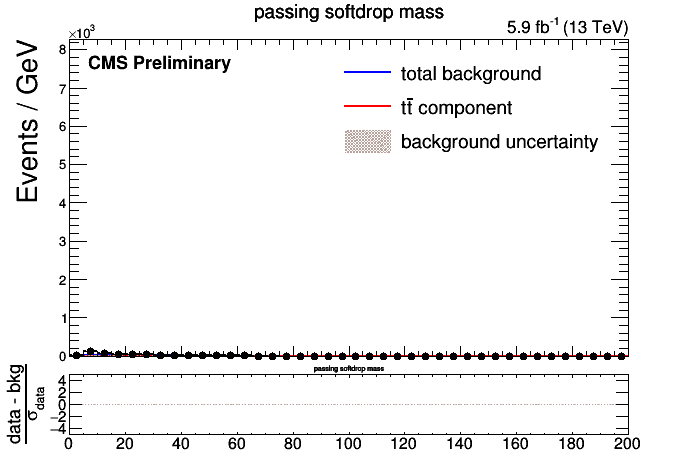 passing softdrop mass
×10³
5.9 fb⁻¹ (13 TeV)
CMS Preliminary
Events / GeV
total background
tt̄ component
background uncertainty
8
7
6
5
4
3
2
1
0
passing softdrop mass
data - bkg
σdata
4
2
0
−2
−4
0 20 40 60 80 100 120 140 160 180 200